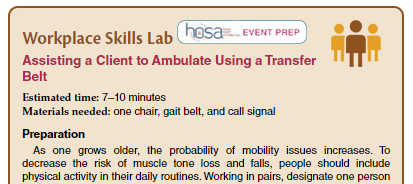 Workplace Skills Lab hosa EVENT PREP
Assisting a Client to Ambulate Using a Transfer
Belt
Estimated time: 7–10 minutes
Materials needed: one chair, gait belt, and call signal
Preparation
As one grows older, the probability of mobility issues increases. To
decrease the risk of muscle tone loss and falls, people should include
physical activity in their daily routines. Working in pairs, designate one person